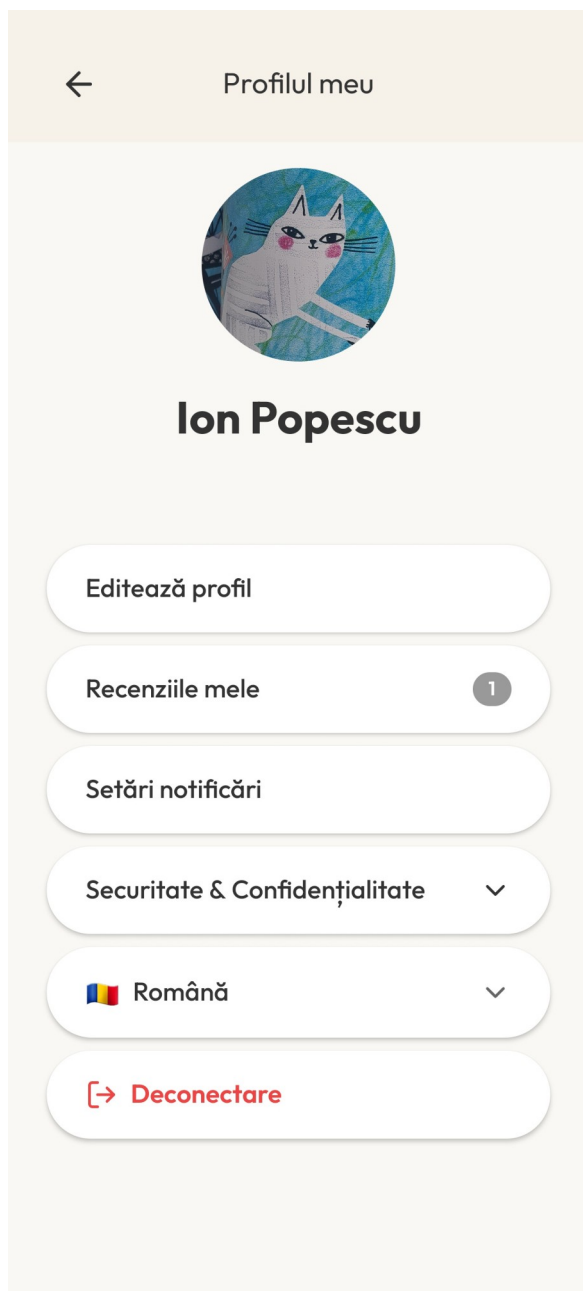 Profilul meu
Ion Popescu
Editează profil
Recenziile mele 1
Setări notificări
Securitate & Confidențialitate
Română
Deconectare